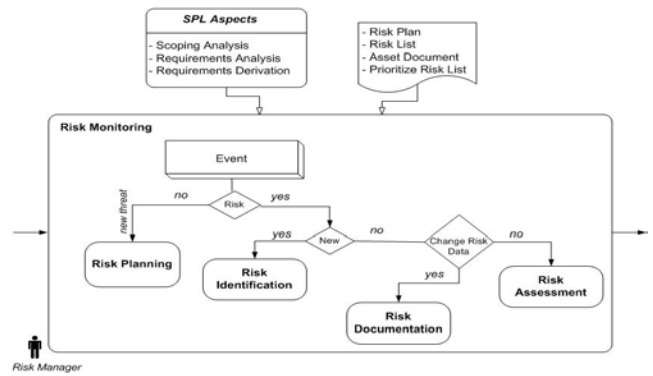 SPL Aspects
- Scoping Analysis
- Requirements Analysis
- Requirements Derivation
- Risk Plan
- Risk List
- Asset Document
- Prioritize Risk List
Risk Monitoring
Event
new threat
no
Risk
yes
yes
New
no
Change Risk
Data
no
yes
Risk Planning
Risk
Identification
Risk
Documentation
Risk
Assessment
Risk Manager